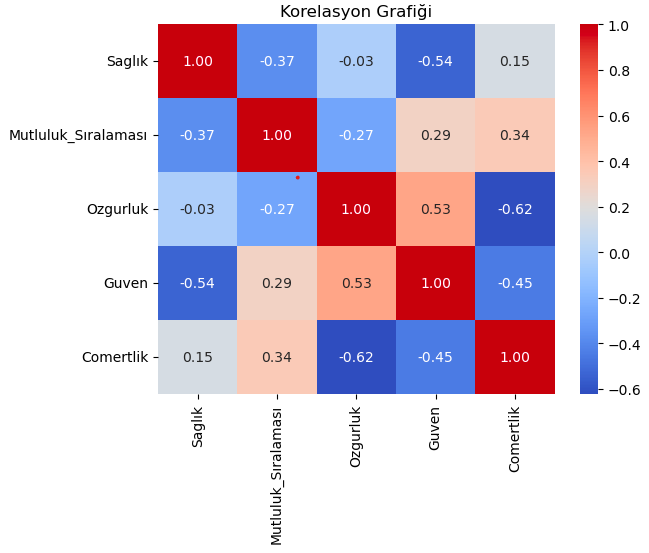 Korelasyon Grafiği
Saglık 1.00 -0.37 -0.03 -0.54 0.15
Mutluluk_Sıralaması -0.37 1.00 -0.27 0.29 0.34
Ozgurluk -0.03 -0.27 1.00 0.53 -0.62
Guven -0.54 0.29 0.53 1.00 -0.45
Comertlik 0.15 0.34 -0.62 -0.45 1.00
Saglık
Mutluluk_Sıralaması
Ozgurluk
Guven
Comertlik
1.0
0.8
0.6
0.4
0.2
0.0
−0.2
−0.4
−0.6